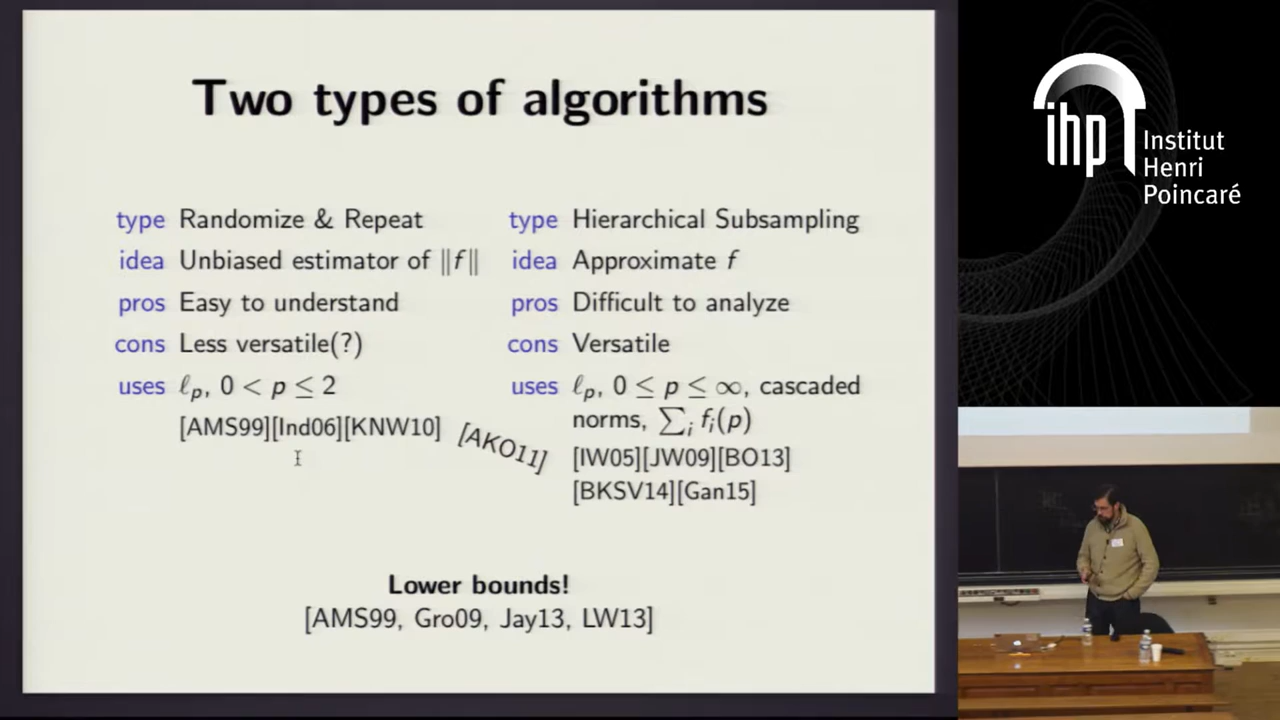 Two types of algorithms
type Randomize & Repeat
idea Unbiased estimator of ‖f‖
pros Easy to understand
cons Less versatile(?)
uses ℓp, 0 < p ≤ 2
[AMS99][Ind06][KNW10]
[AKO11]
type Hierarchical Subsampling
idea Approximate f
pros Difficult to analyze
cons Versatile
uses ℓp, 0 ≤ p ≤ ∞, cascaded
norms, ∑i fi(p)
[IW05][JW09][BO13]
[BKSV14][Gan15]
Lower bounds!
[AMS99, Gro09, Jay13, LW13]
ihp
Institut
Henri
Poincaré